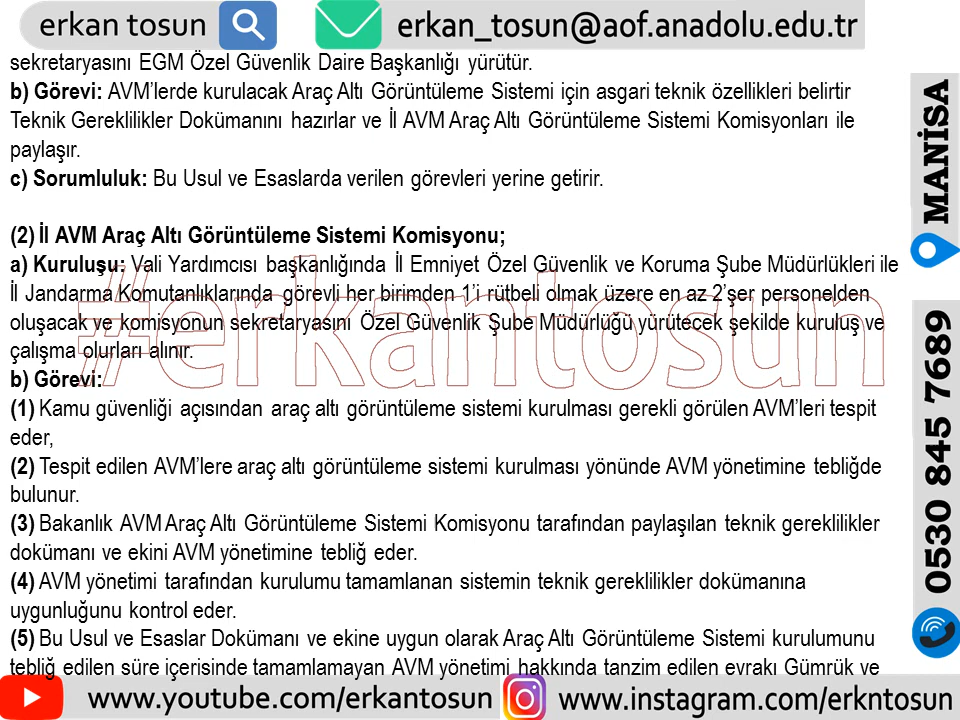 erkan tosun
erkan_tosun@aof.anadolu.edu.tr
sekretaryasını EGM Özel Güvenlik Daire Başkanlığı yürütür.
b) Görevi: AVM'lerde kurulacak Araç Altı Görüntüleme Sistemi için asgari teknik özellikleri belirtir
Teknik Gereklilikler Dokümanını hazırlar ve İl AVM Araç Altı Görüntüleme Sistemi Komisyonları ile
paylaşır.
c) Sorumluluk: Bu Usul ve Esaslarda verilen görevleri yerine getirir.
(2) İl AVM Araç Altı Görüntüleme Sistemi Komisyonu;
a) Kuruluşu: Vali Yardımcısı başkanlığında İl Emniyet Özel Güvenlik ve Koruma Şube Müdürlükleri ile
İl Jandarma Komutanlıklarında görevli her birimden 1'i rütbeli olmak üzere en az 2'şer personelden
oluşacak ve komisyonun sekretaryasını Özel Güvenlik Şube Müdürlüğü yürütecek şekilde kuruluş ve
çalışma olurları alınır.
#erkantosun
b) Görevi:
(1) Kamu güvenliği açısından araç altı görüntüleme sistemi kurulması gerekli görülen AVM'leri tespit
eder,
(2) Tespit edilen AVM'lere araç altı görüntüleme sistemi kurulması yönünde AVM yönetimine tebliğde
bulunur.
(3) Bakanlık AVM Araç Altı Görüntüleme Sistemi Komisyonu tarafından paylaşılan teknik gereklilikler
dokümanı ve ekini AVM yönetimine tebliğ eder.
(4) AVM yönetimi tarafından kurulumu tamamlanan sistemin teknik gereklilikler dokümanına
uygunluğunu kontrol eder.
(5) Bu Usul ve Esaslar Dokümanı ve ekine uygun olarak Araç Altı Görüntüleme Sistemi kurulumunu
tebliğ edilen süre içerisinde tamamlamayan AVM yönetimi hakkında tanzim edilen evrakı Gümrük ve
MANİSA
0530 845 7689
www.youtube.com/erkantosun
www.instagram.com/erkntosun